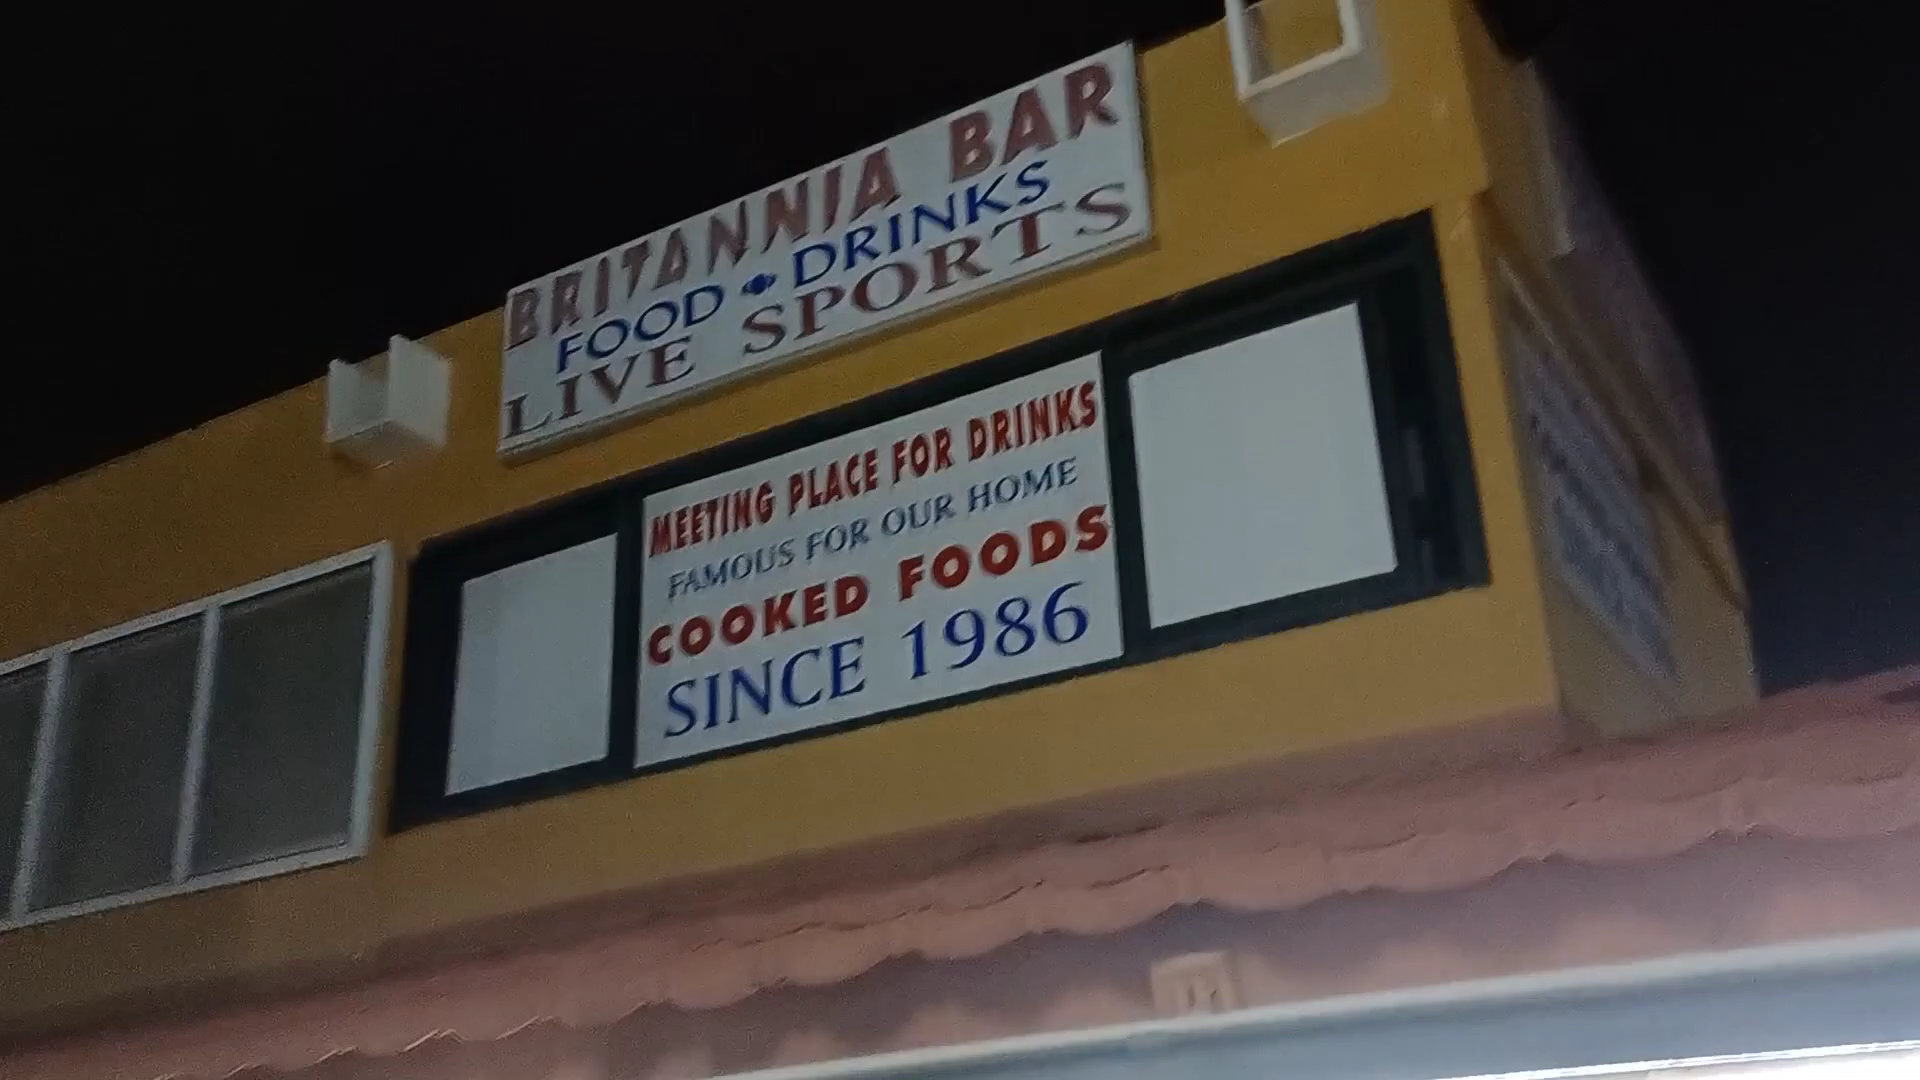 BRITANNIA BAR
FOOD • DRINKS
LIVE SPORTS
MEETING PLACE FOR DRINKS
FAMOUS FOR OUR HOME
COOKED FOODS
SINCE 1986